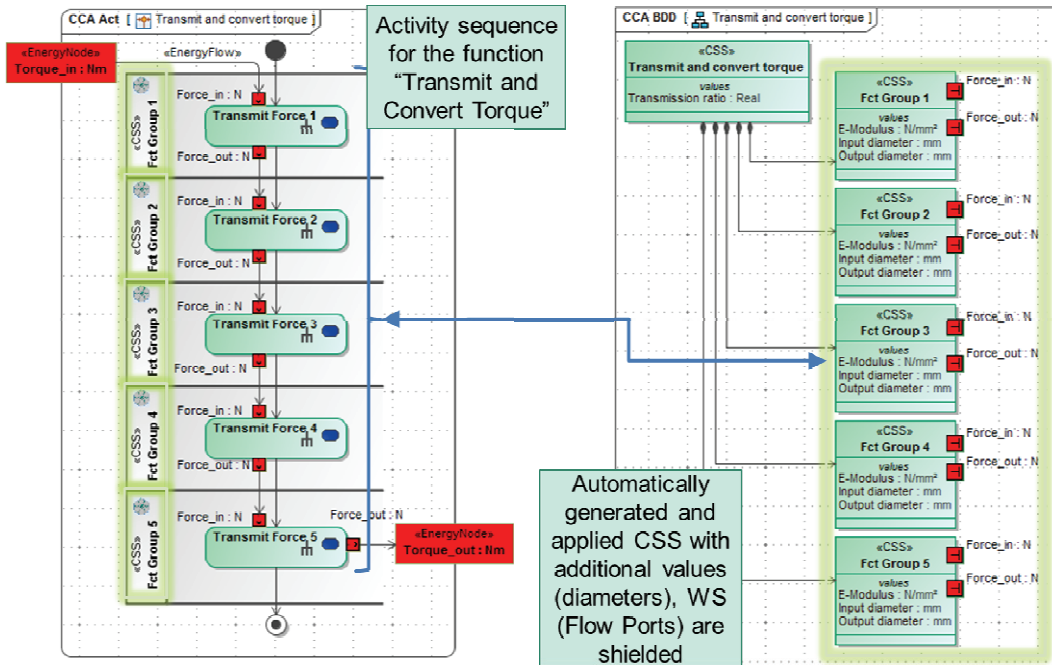 CCA Act [ Transmit and convert torque ]
«EnergyNode»
Torque_in : Nm
«EnergyFlow»
Activity sequence
for the function
“Transmit and
Convert Torque”
«CSS»
Fct Group 1
Force_in : N
Transmit Force 1
Force_out : N
«CSS»
Fct Group 2
Force_in : N
Transmit Force 2
Force_out : N
«CSS»
Fct Group 3
Force_in : N
Transmit Force 3
Force_out : N
«CSS»
Fct Group 4
Force_in : N
Transmit Force 4
Force_out : N
«CSS»
Fct Group 5
Force_in : N
Transmit Force 5
Force_out : N
«EnergyNode»
Torque_out : Nm
CCA BDD [ Transmit and convert torque ]
«CSS»
Transmit and convert torque
values
Transmission ratio : Real
«CSS»
Fct Group 1
values
E-Modulus : N/mm²
Input diameter : mm
Output diameter : mm
Force_in : N
Force_out : N
«CSS»
Fct Group 2
values
E-Modulus : N/mm²
Input diameter : mm
Output diameter : mm
Force_in : N
Force_out : N
«CSS»
Fct Group 3
values
E-Modulus : N/mm²
Input diameter : mm
Output diameter : mm
Force_in : N
Force_out : N
«CSS»
Fct Group 4
values
E-Modulus : N/mm²
Input diameter : mm
Output diameter : mm
Force_in : N
Force_out : N
«CSS»
Fct Group 5
values
E-Modulus : N/mm²
Input diameter : mm
Output diameter : mm
Force_in : N
Force_out : N
Automatically
generated and
applied CSS with
additional values
(diameters), WS
(Flow Ports) are
shielded